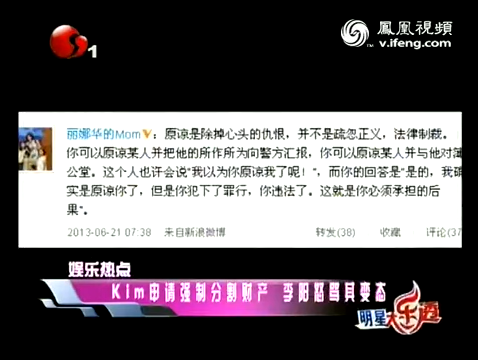 1
鳳凰視頻
v.ifeng.com
丽娜华的MomV：原谅是除掉心头的仇恨，并不是疏忽正义，法律制裁。
你可以原谅某人并把他的所作所为向警方汇报，你可以原谅某人并与他对簿
公堂。这个人也许会说"我以为你原谅我了呢！"，而你的回答是"是的，我确
实是原谅你了，但是你犯下了罪行，你违法了。这就是你必须承担的后
果"。
2013-06-21 07:38 来自新浪微博 转发(38) 收藏 评论(37
娱乐热点
Kim申请强制分割财产 李阳怒骂其变态
明星大乐透